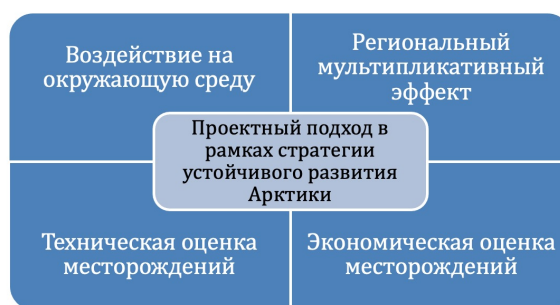 Воздействие на
окружающую среду
Региональный
мультипликативный
эффект
Проектный подход в
рамках стратегии
устойчивого развития
Арктики
Техническая оценка
месторождений
Экономическая оценка
месторождений